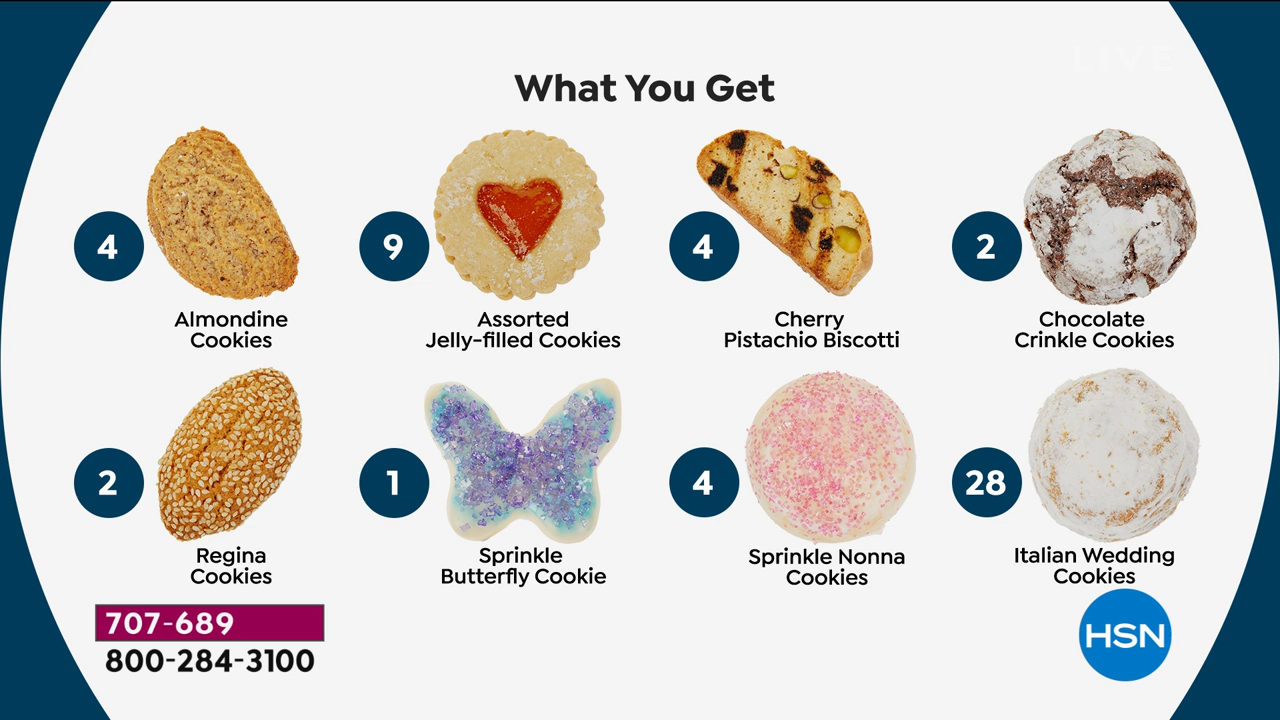 LIVE
What You Get
4
Almondine
Cookies
9
Assorted
Jelly-filled Cookies
4
Cherry
Pistachio Biscotti
2
Chocolate
Crinkle Cookies
2
Regina
Cookies
1
Sprinkle
Butterfly Cookie
4
Sprinkle Nonna
Cookies
28
Italian Wedding
Cookies
707-689
800-284-3100
HSN